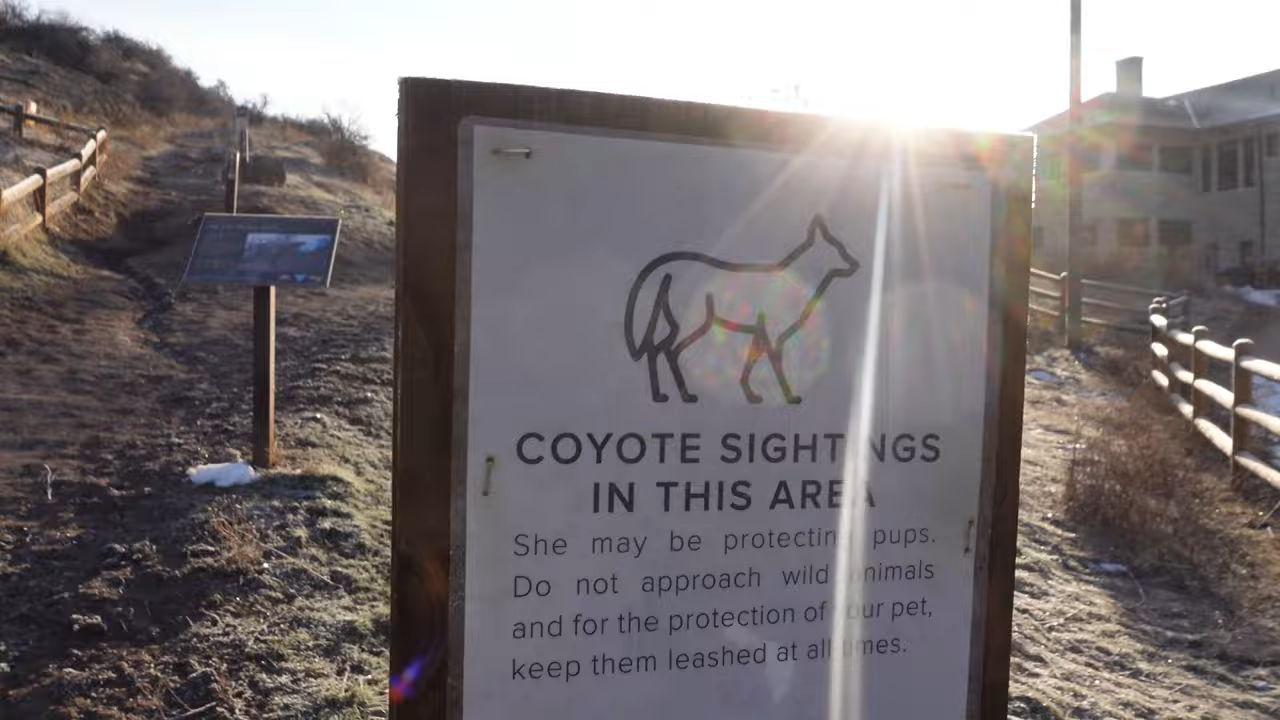 COYOTE SIGHTINGS
IN THIS AREA
She may be protecting pups.
Do not approach wild animals
and for the protection of your pet,
keep them leashed at all times.